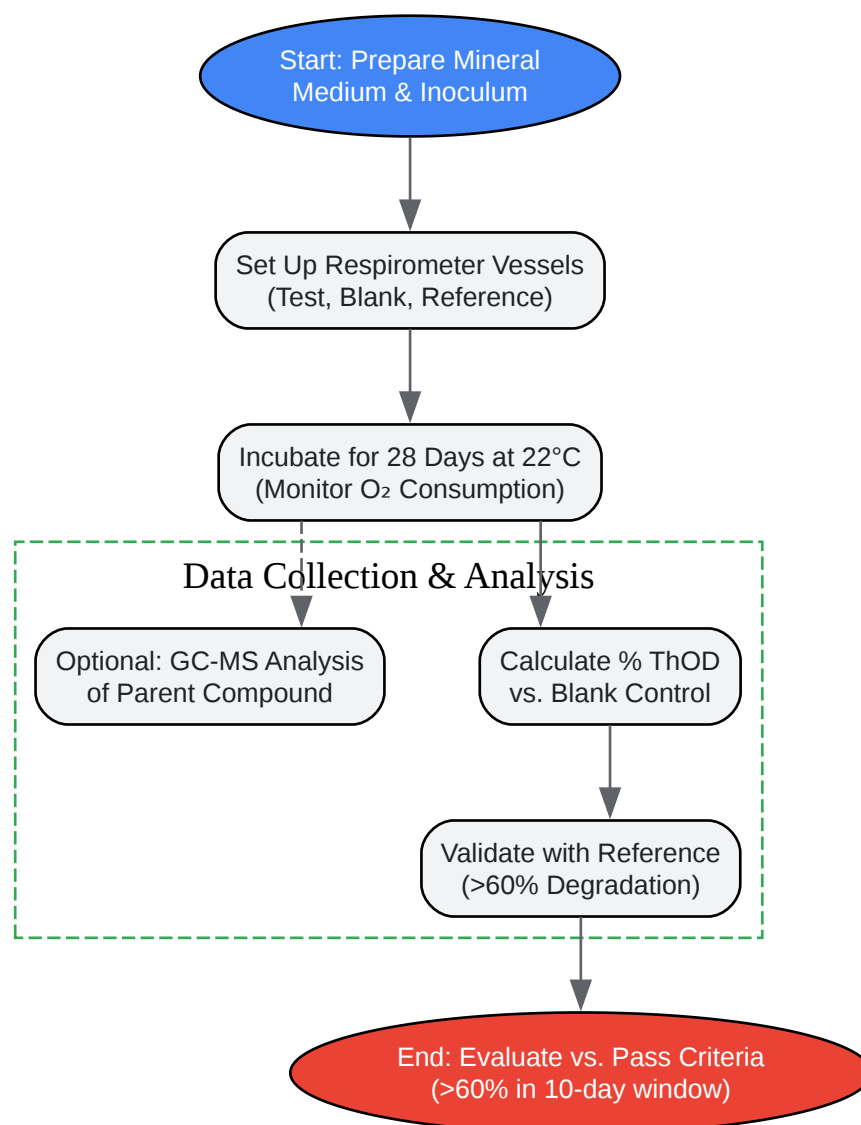 Start: Prepare Mineral
Medium & Inoculum
Set Up Respirometer Vessels
(Test, Blank, Reference)
Incubate for 28 Days at 22°C
(Monitor O₂ Consumption)
Data Collection & Analysis
Optional: GC-MS Analysis
of Parent Compound
Calculate % ThOD
vs. Blank Control
Validate with Reference
(>60% Degradation)
End: Evaluate vs. Pass Criteria
(>60% in 10-day window)